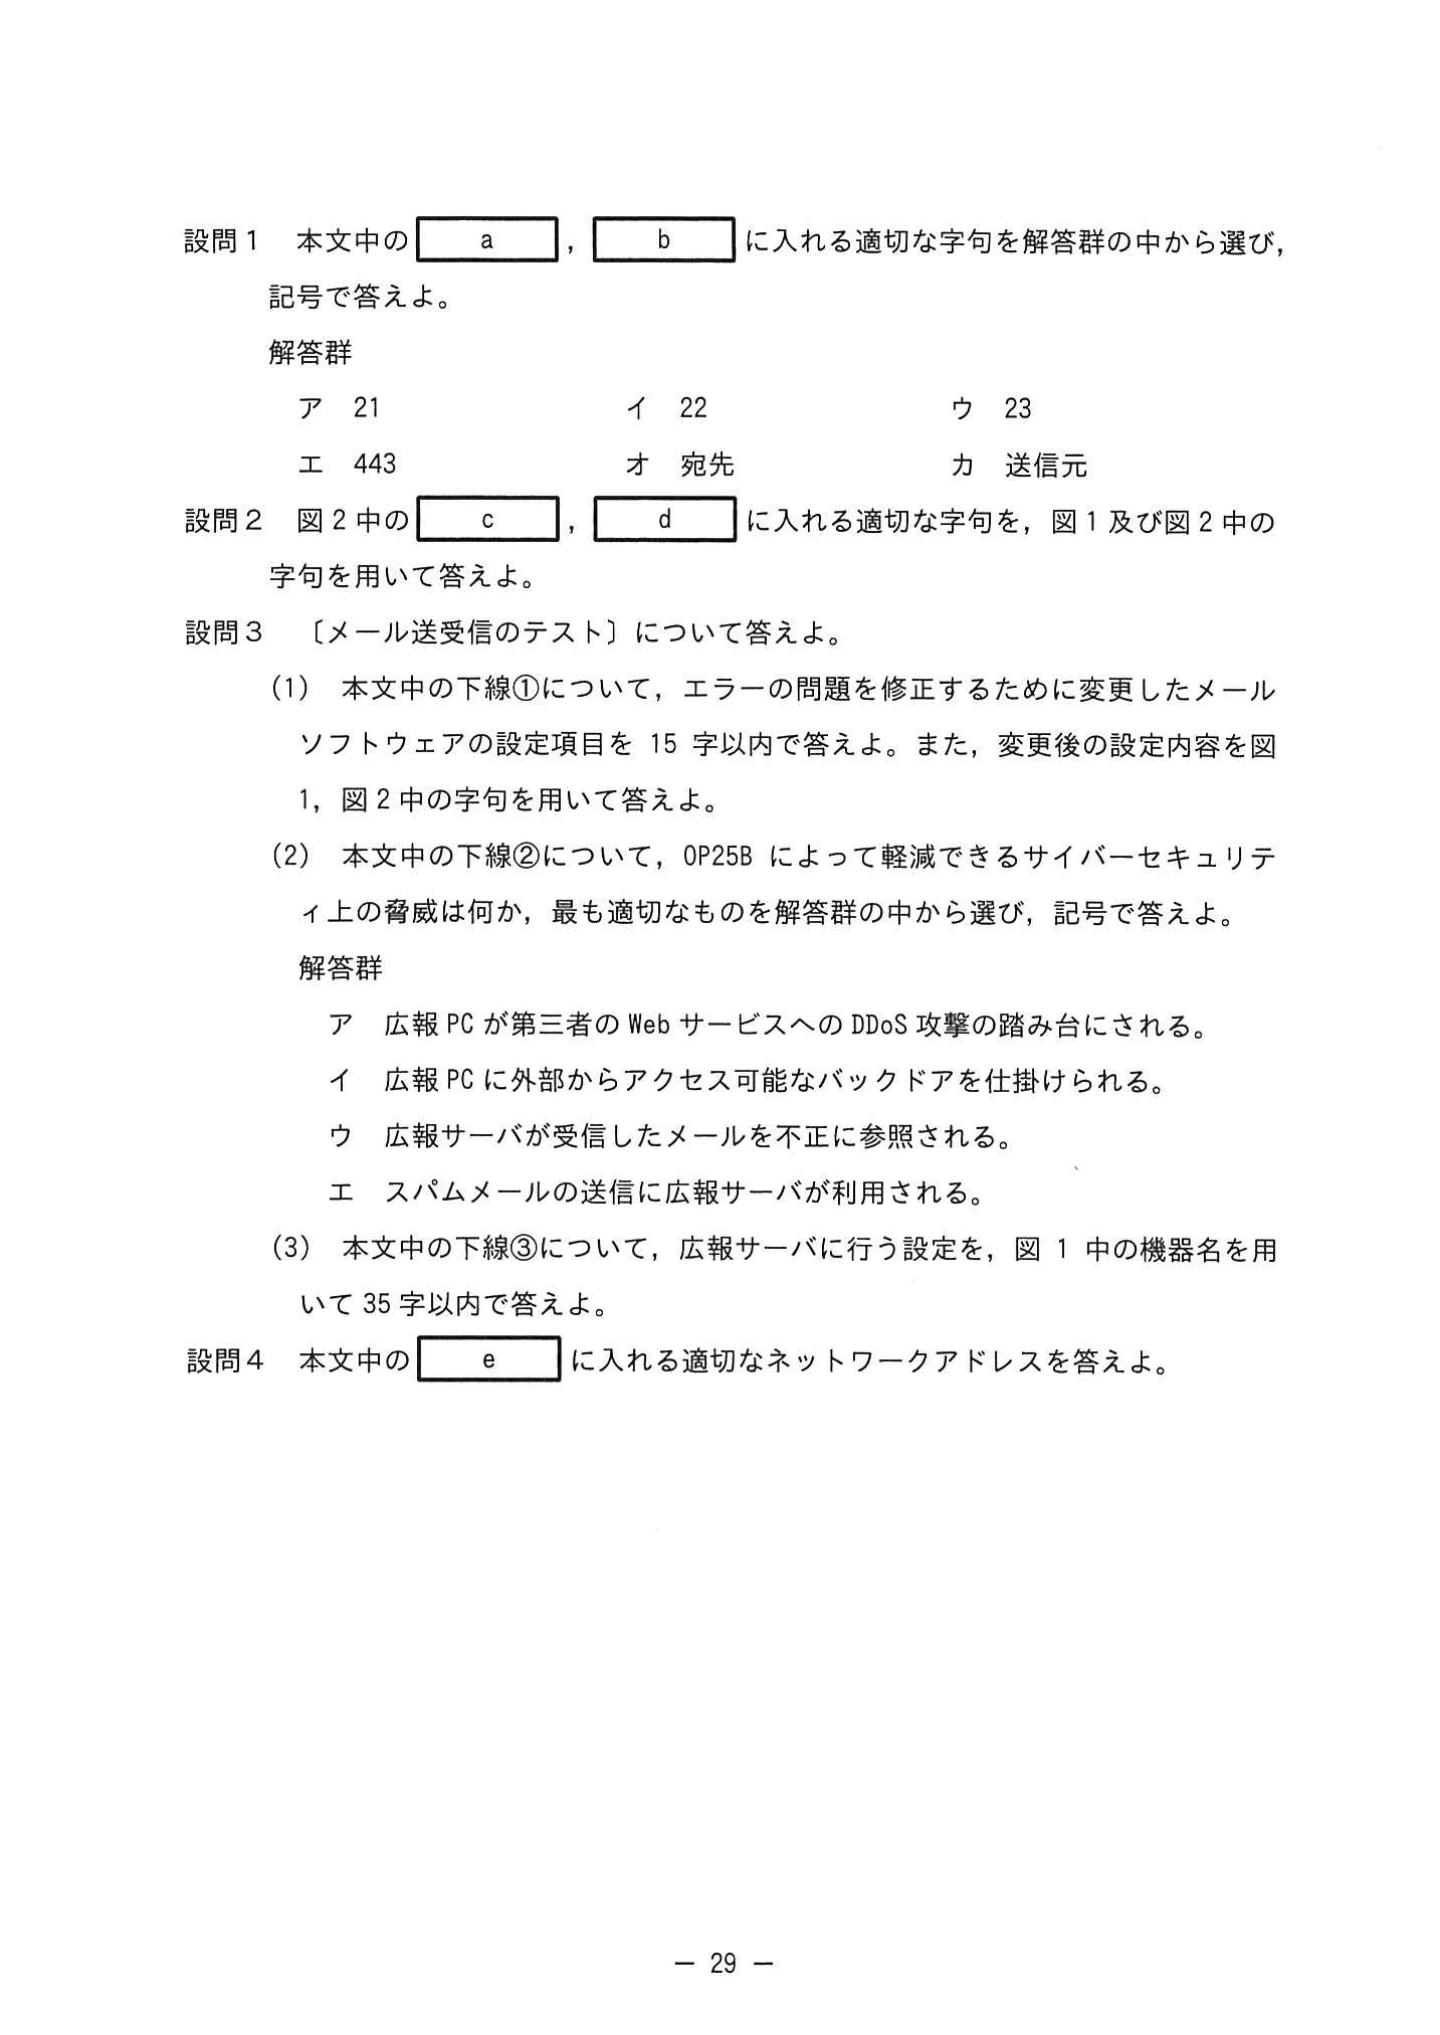 設問１　本文中の a ， b に入れる適切な字句を解答群の中から選び，
記号で答えよ。
解答群
ア　21　イ　22　ウ　23
エ　443　オ　宛先　カ　送信元
設問２　図２中の c ， d に入れる適切な字句を，図１及び図２中の
字句を用いて答えよ。
設問３　〔メール送受信のテスト〕について答えよ。
(1)　本文中の下線①について，エラーの問題を修正するために変更したメール
ソフトウェアの設定項目を 15 字以内で答えよ。また，変更後の設定内容を図
1，図２中の字句を用いて答えよ。
(2)　本文中の下線②について，OP25B によって軽減できるサイバーセキュリテ
ィ上の脅威は何か，最も適切なものを解答群の中から選び，記号で答えよ。
解答群
ア　広報 PC が第三者の Web サービスへの DDoS 攻撃の踏み台にされる。
イ　広報 PC に外部からアクセス可能なバックドアを仕掛けられる。
ウ　広報サーバが受信したメールを不正に参照される。
エ　スパムメールの送信に広報サーバが利用される。
(3)　本文中の下線③について，広報サーバに行う設定を，図 1 中の機器名を用
いて 35 字以内で答えよ。
設問４　本文中の e に入れる適切なネットワークアドレスを答えよ。
－ 29 －